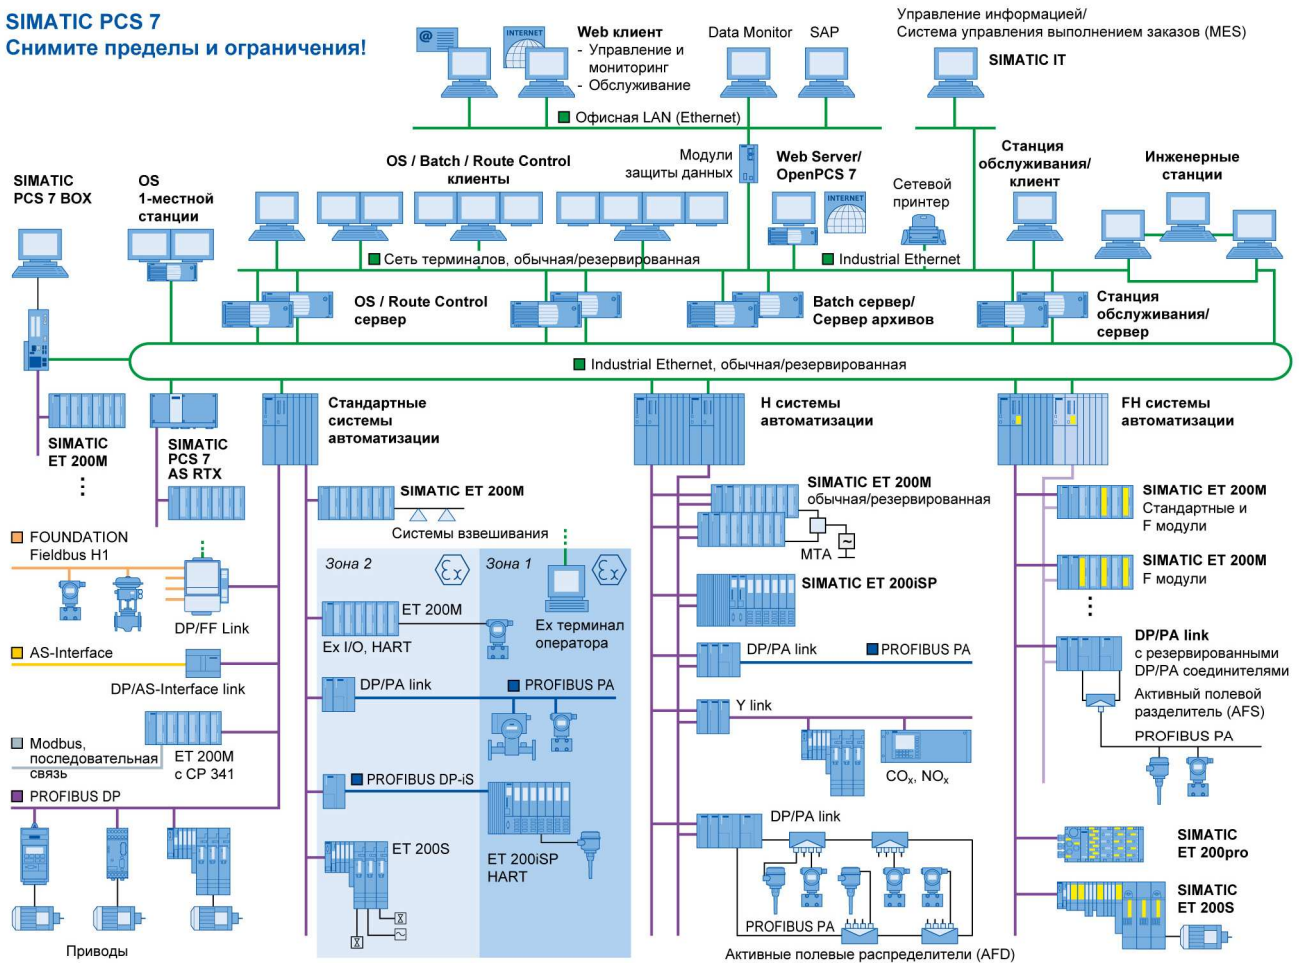 SIMATIC PCS 7
Снимите пределы и ограничения!
@
INTERNET
Web клиент
- Управление и
мониторинг
- Обслуживание
Data Monitor
SAP
Управление информацией/
Система управления выполнением заказов (MES)
SIMATIC IT
Офисная LAN (Ethernet)
SIMATIC
PCS 7 BOX
OS
1-местной
станции
OS / Batch / Route Control
клиенты
Модули
защиты данных
Web Server/
OpenPCS 7
INTERNET
Сетевой
принтер
Станция
обслуживания/
клиент
Инженерные
станции
Сеть терминалов, обычная/резервированная
Industrial Ethernet
OS / Route Control
сервер
Batch сервер/
Сервер архивов
Станция
обслуживания/
сервер
Industrial Ethernet, обычная/резервированная
SIMATIC
ET 200M
SIMATIC
PCS 7
AS RTX
Стандартные
системы
автоматизации
H системы
автоматизации
FH системы
автоматизации
SIMATIC ET 200M
Системы взвешивания
SIMATIC ET 200M
обычная/резервированная
MTA
~
SIMATIC ET 200M
Стандартные и
F модули
SIMATIC ET 200M
F модули
FOUNDATION
Fieldbus H1
DP/FF Link
AS-Interface
DP/AS-Interface link
Modbus,
последовательная
связь
ET 200M
с CP 341
PROFIBUS DP
Приводы
Зона 2
Ex
Зона 1
Ex
ET 200M
Ex I/O, HART
Ex терминал
оператора
DP/PA link
PROFIBUS PA
PROFIBUS DP-iS
ET 200S
ET 200iSP
HART
SIMATIC ET 200iSP
DP/PA link
PROFIBUS PA
Y link
COx, NOx
DP/PA link
PROFIBUS PA
Активные полевые распределители (AFD)
DP/PA link
с резервированными
DP/PA соединителями
Активный полевой
разделитель (AFS)
PROFIBUS PA
SIMATIC
ET 200pro
SIMATIC
ET 200S